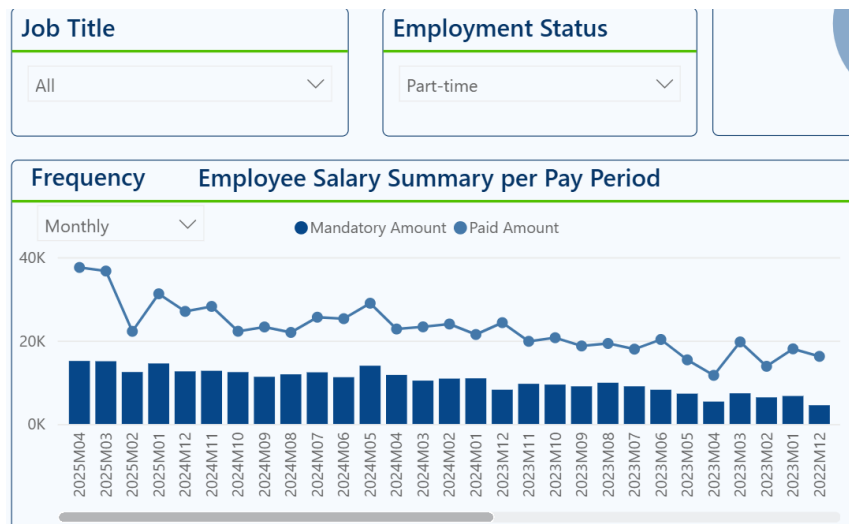 Job Title
Employment Status
All
Part-time
Frequency
Employee Salary Summary per Pay Period
Monthly
Mandatory Amount
Paid Amount
40K
20K
0K
2025M04
2025M03
2025M02
2025M01
2024M12
2024M11
2024M10
2024M09
2024M08
2024M07
2024M06
2024M05
2024M04
2024M03
2024M02
2024M01
2023M12
2023M11
2023M10
2023M09
2023M08
2023M07
2023M06
2023M05
2023M04
2023M03
2023M02
2023M01
2022M12